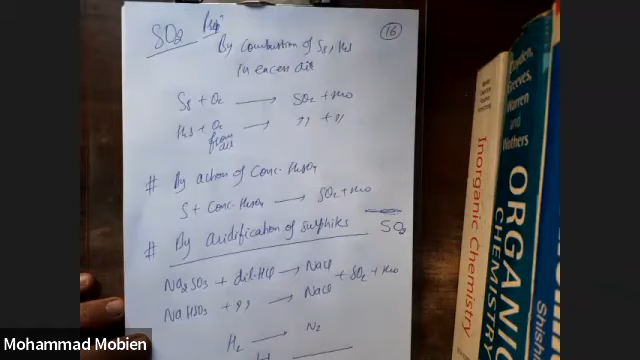 SO2 Prepⁿ (16)
By Combustion of S8, H2S
in excess air
S8 + O2 → SO2 + H2O
H2S + O2 → " + "
from air
# By action of Conc. H2SO4
S + Conc. H2SO4 → SO2 + H2O
# By acidification of Sulphites SO2
Na2SO3 + dil. HCl → NaCl + SO2 + H2O
NaHSO3 + " → NaCl
H2 → N2
Inorganic Chemistry
Clayden,
Greeves,
Warren
and
Wothers
ORGANIC
CHEMISTRY
Mohammad Mobien